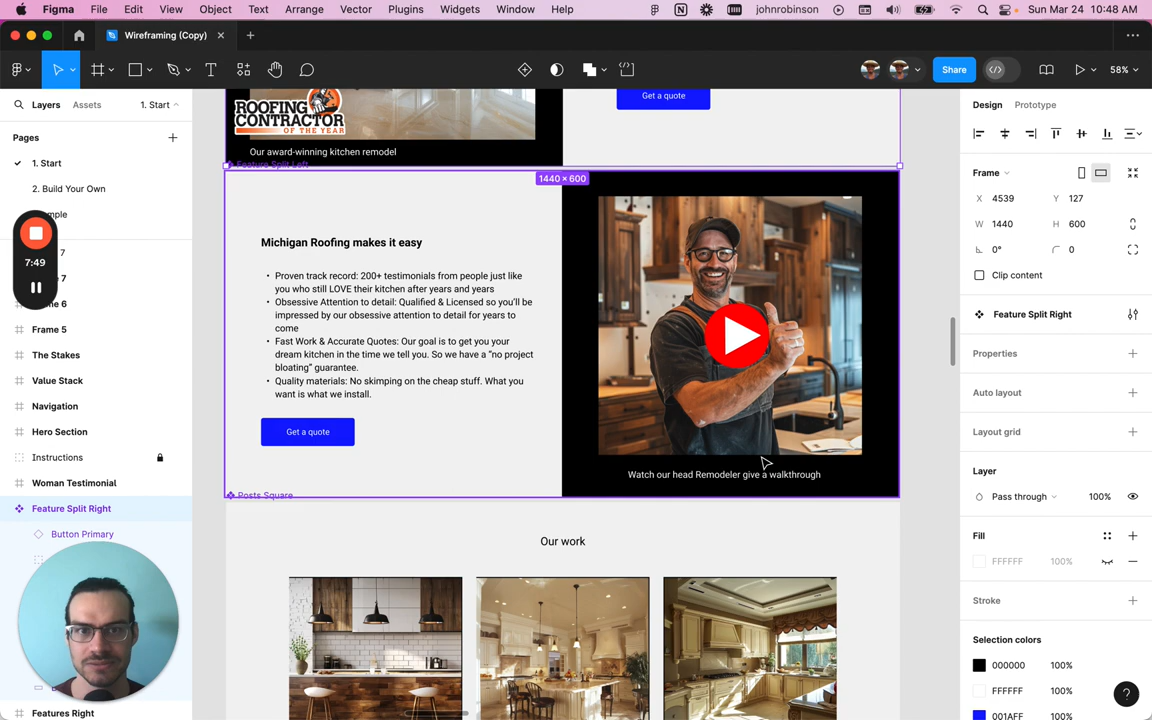 Figma File Edit View Object Text Arrange Vector Plugins Widgets Window Help johnrobinson Sun Mar 24 10:48 AM
Wireframing (Copy)
Share
58%
Layers Assets 1. Start
Pages
1. Start
2. Build Your Own
7:49
7
7
6
Frame 5
The Stakes
Value Stack
Navigation
Hero Section
Instructions
Woman Testimonial
Feature Split Right
Button Primary
Features Right
ROOFING
CONTRACTOR
OF THE YEAR
Our award-winning kitchen remodel
Get a quote
Feature Split Left
1440 × 600
Michigan Roofing makes it easy
• Proven track record: 200+ testimonials from people just like
you who still LOVE their kitchen after years and years
• Obsessive Attention to detail: Qualified & Licensed so you'll be
impressed by our obsessive attention to detail for years to
come
• Fast Work & Accurate Quotes: Our goal is to get you your
dream kitchen in the time we tell you. So we have a "no project
bloating" guarantee.
• Quality materials: No skimping on the cheap stuff. What you
want is what we install.
Get a quote
Watch our head Remodeler give a walkthrough
Posts Square
Our work
Design Prototype
Frame
X 4539 Y 127
W 1440 H 600
0° 0
Clip content
Feature Split Right
Properties
Auto layout
Layout grid
Layer
Pass through 100%
Fill
FFFFFF 100%
Stroke
Selection colors
000000 100%
FFFFFF 100%
001AFF 100%
?